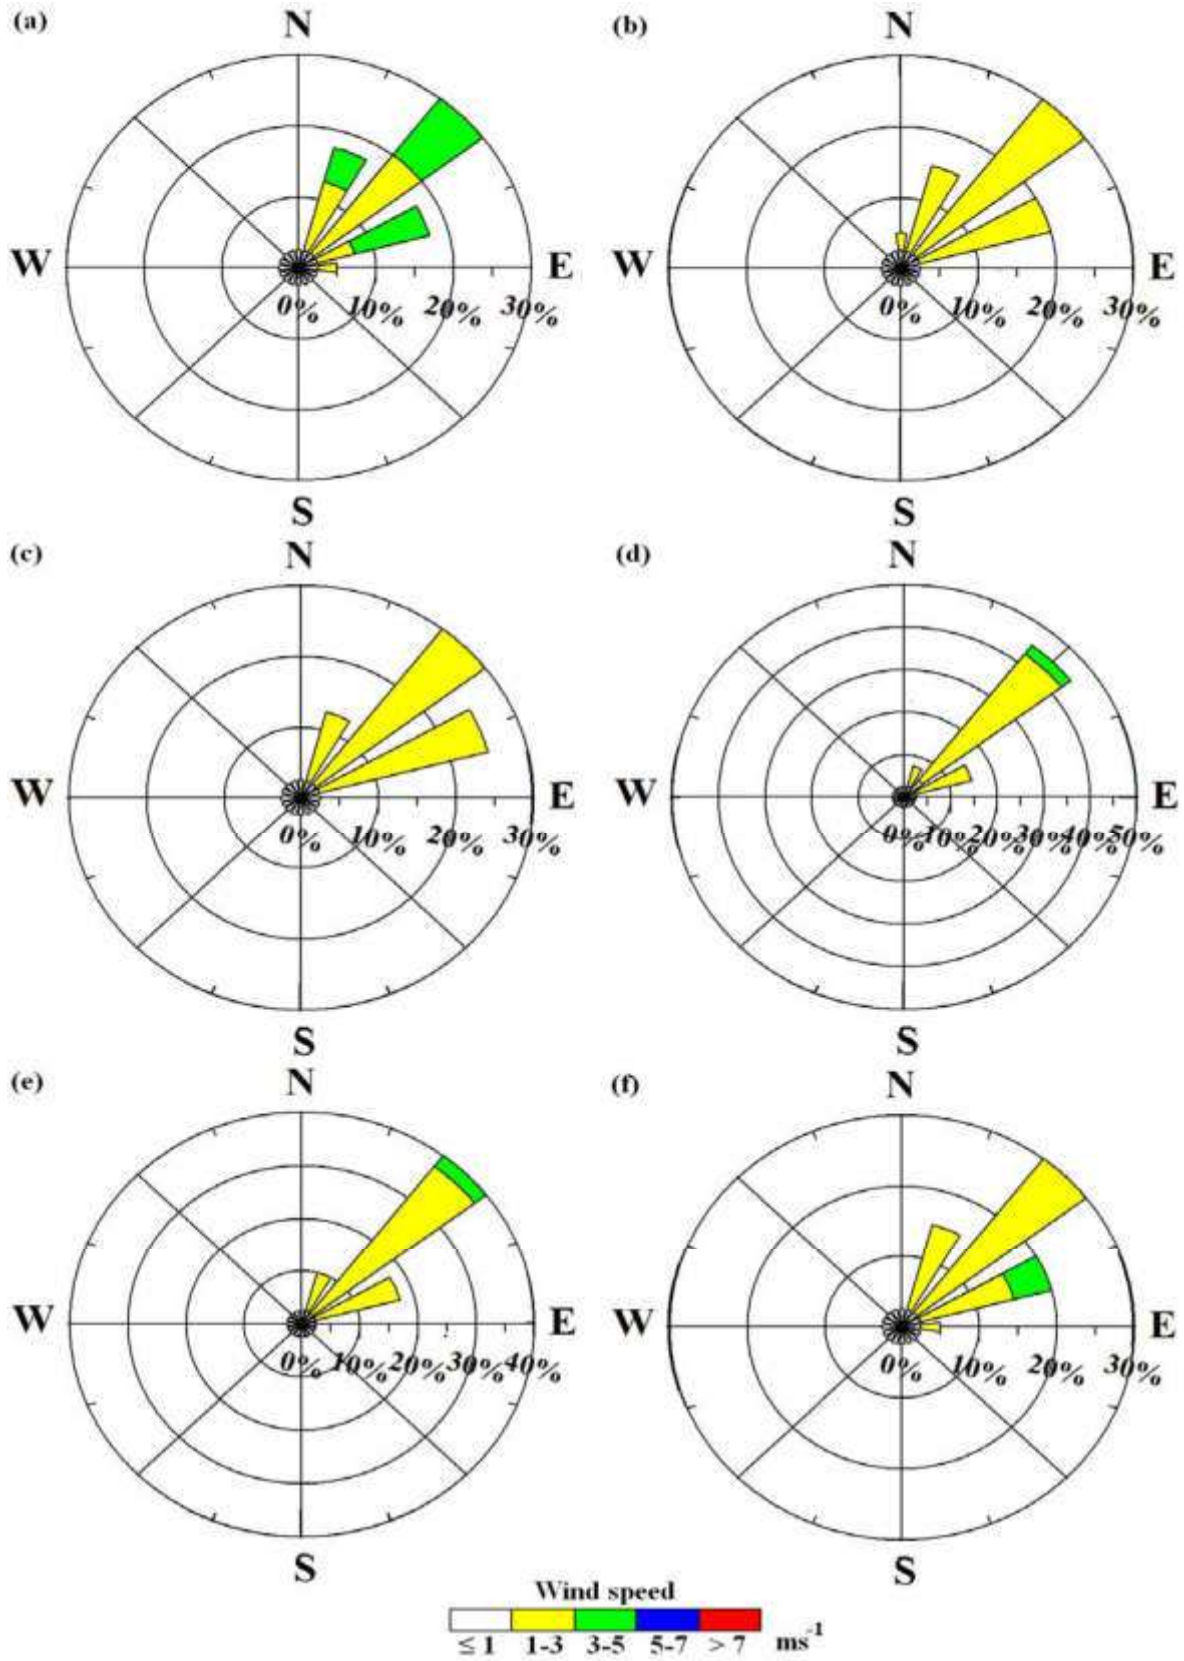 (a)
N
W
E
0% 10% 20% 30%
S
(b)
N
W
E
0% 10% 20% 30%
S
(c)
N
W
E
0% 10% 20% 30%
S
(d)
N
W
E
0% 10% 20% 30% 40% 50%
S
(e)
N
W
E
0% 10% 20% 30% 40%
S
(f)
N
W
E
0% 10% 20% 30%
S
Wind speed
≤ 1 1-3 3-5 5-7 > 7 ms⁻¹